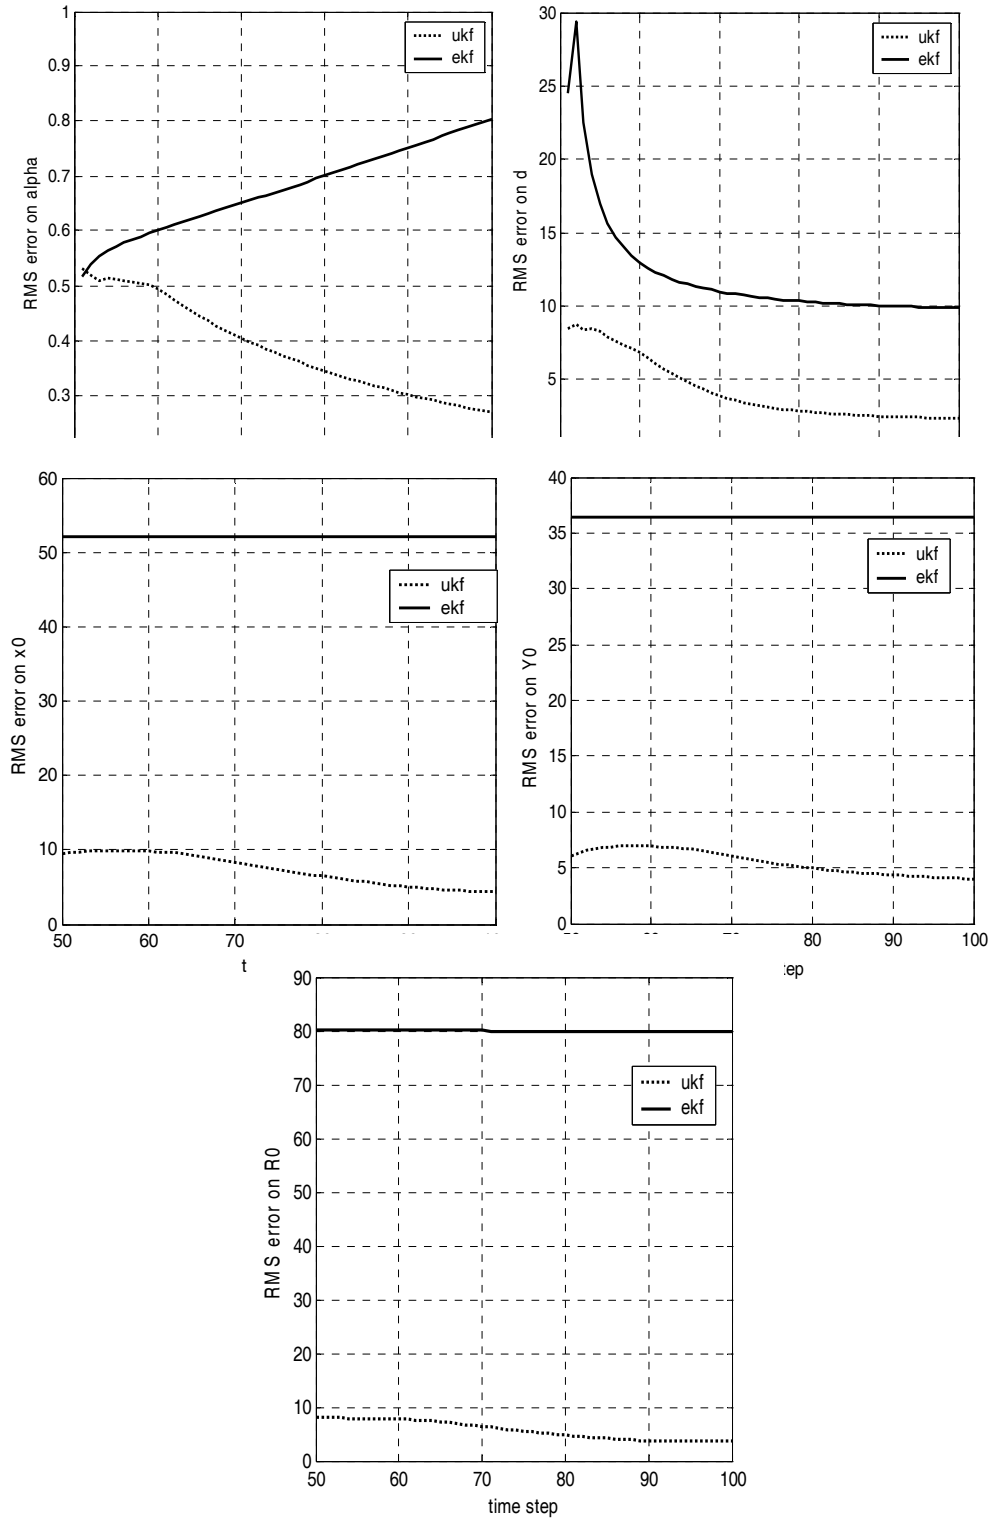 1
0.9
0.8
0.7
0.6
0.5
0.4
0.3
RMS error on alpha
ukf
ekf
30
25
20
15
10
5
RMS error on d
ukf
ekf
60
50
40
30
20
10
0
50 60 70
RMS error on x0
t
ukf
ekf
40
35
30
25
20
15
10
5
0
80 90 100
RMS error on Y0
ukf
ekf
90
80
70
60
50
40
30
20
10
0
50 60 70 80 90 100
RMS error on R0
time step
ukf
ekf